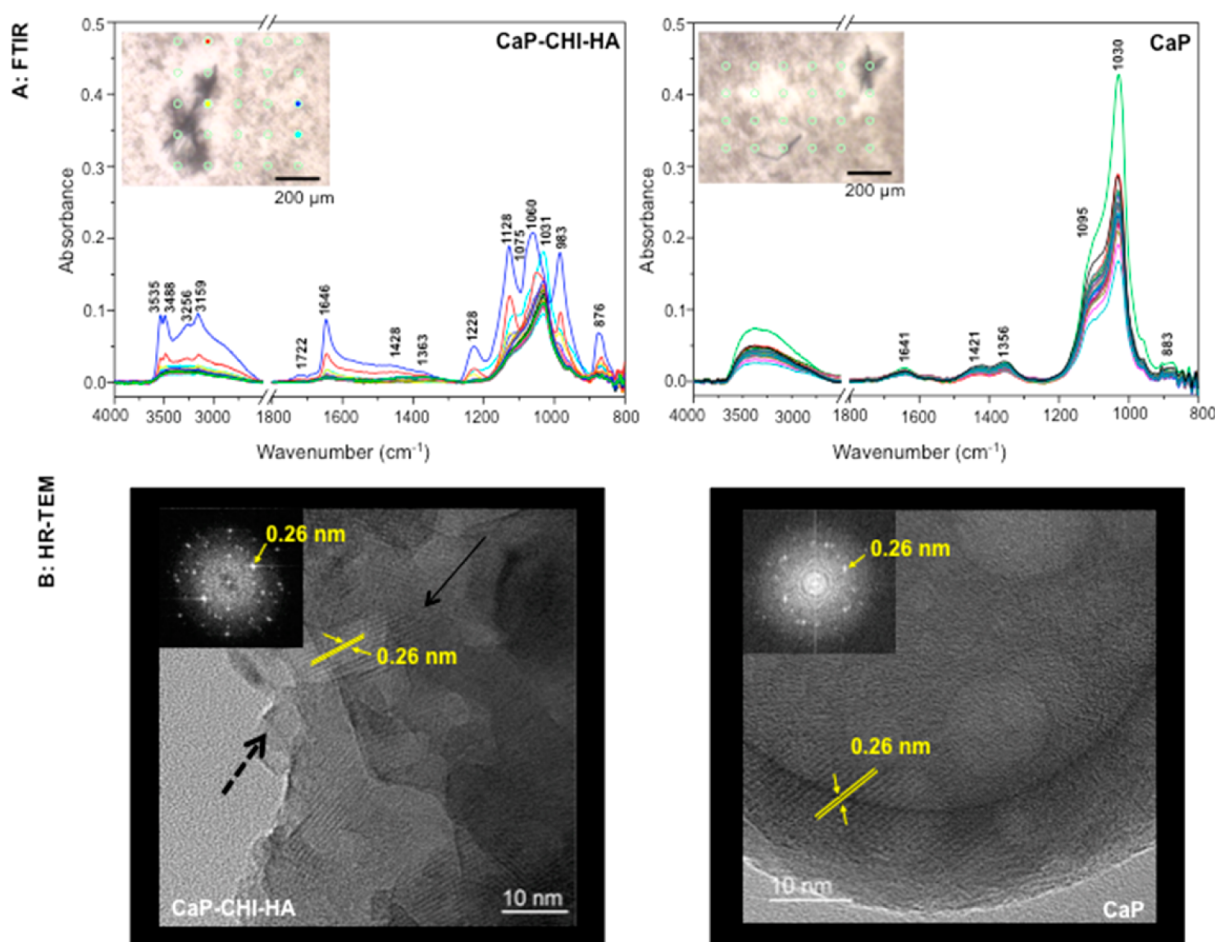 A: FTIR
CaP-CHI-HA
CaP
0.5
0.4
0.3
0.2
0.1
0.0
Absorbance
200 µm
3535
3488
3256
3159
1722
1646
1428
1363
1228
1128
1075
1060
1031
983
876
4000 3500 3000 1800 1600 1400 1200 1000 800
Wavenumber (cm-1)
0.5
0.4
0.3
0.2
0.1
0.0
Absorbance
200 µm
1641
1421
1356
1095
1030
883
4000 3500 3000 1800 1600 1400 1200 1000 800
Wavenumber (cm-1)
B: HR-TEM
0.26 nm
0.26 nm
CaP-CHI-HA
10 nm
0.26 nm
0.26 nm
10 nm
CaP